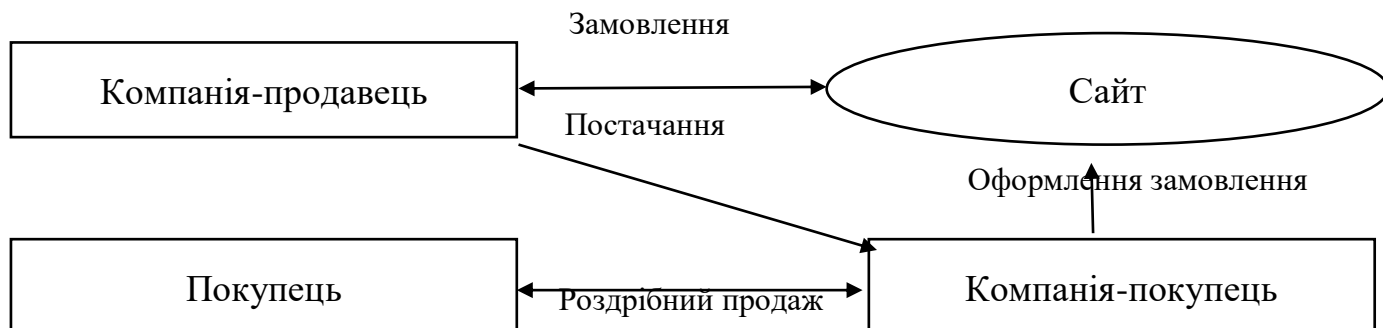 Замовлення
Компанія-продавець
Сайт
Постачання
Оформлення замовлення
Покупець
Роздрібний продаж
Компанія-покупець